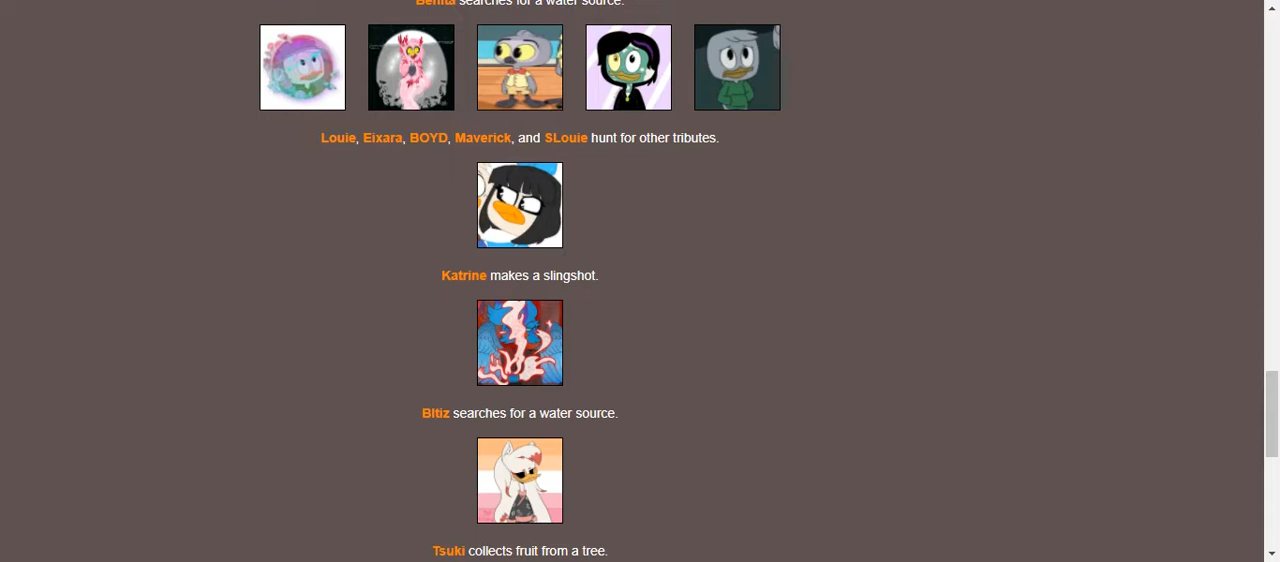 Benita searches for a water source.
Louie, Eixara, BOYD, Maverick, and SLouie hunt for other tributes.
Katrine makes a slingshot.
Bltiz searches for a water source.
Tsuki collects fruit from a tree.